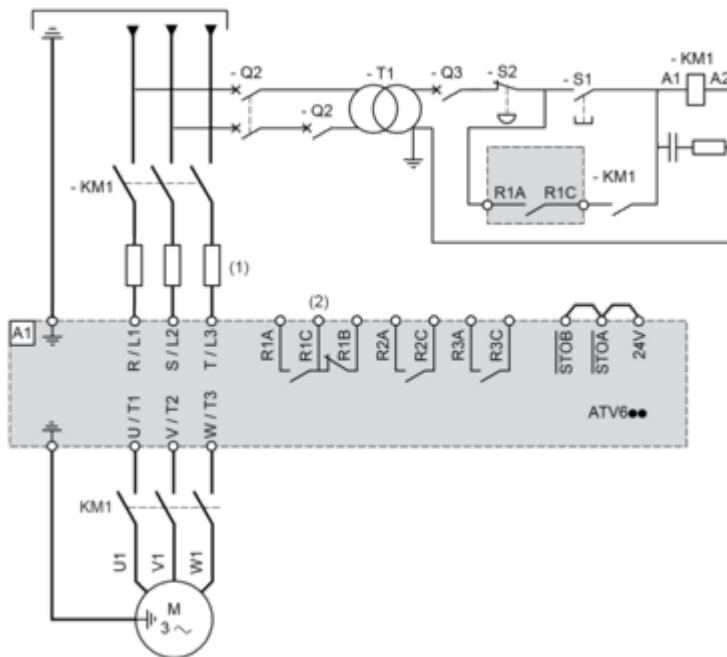 - Q2
- T1
- Q3
- S2
- S1
- KM1
A1
A2
- Q2
- KM1
R1A
R1C
- KM1
(1)
(2)
A1
R / L1
S / L2
T / L3
R1A
R1C
R1B
R2A
R2C
R3A
R3C
STOB
STOA
24V
U / T1
V / T2
W / T3
ATV6●●
KM1
U1
V1
W1
M
3 ~